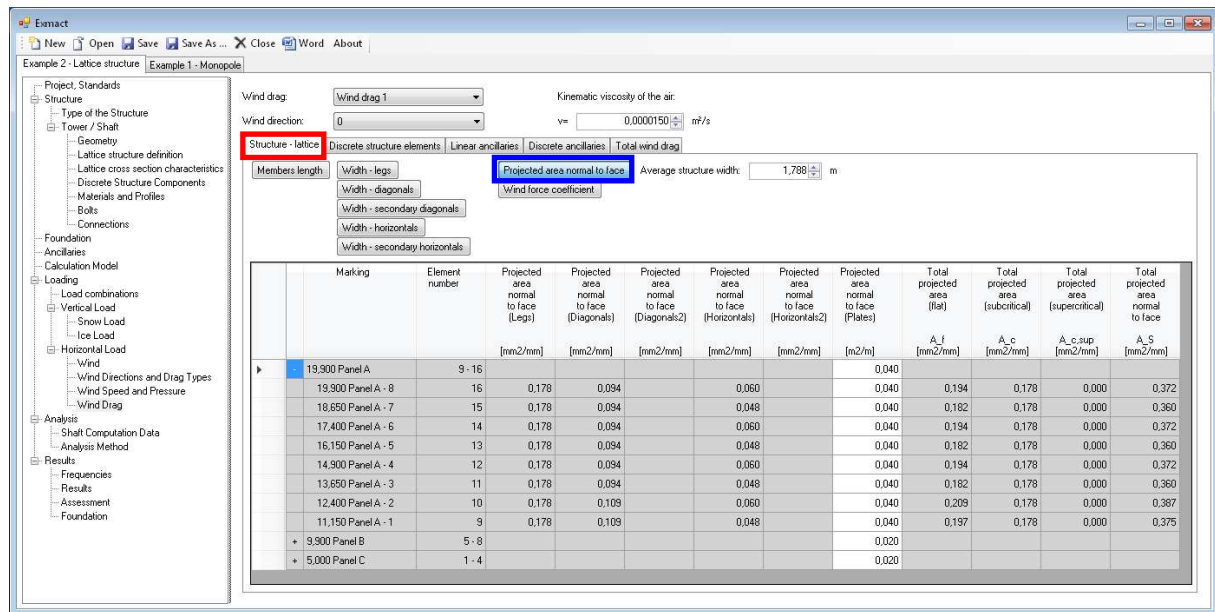 Exmact
New Open Save Save As ... Close Word About
Example 2 - Lattice structure Example 1 - Monopole
Project, Standards
Structure
Type of the Structure
Tower / Shaft
Geometry
Lattice structure definition
Lattice cross section characteristics
Discrete Structure Components
Materials and Profiles
Bolts
Connections
Foundation
Ancillaries
Calculation Model
Loading
Load combinations
Vertical Load
Snow Load
Ice Load
Horizontal Load
Wind
Wind Directions and Drag Types
Wind Speed and Pressure
Wind Drag
Analysis
Shaft Computation Data
Analysis Method
Results
Frequencies
Results
Assessment
Foundation
Wind drag: Wind drag 1 Kinematic viscosity of the air:
Wind direction: 0 v= 0,0000150 m²/s
Structure - lattice Discrete structure elements Linear ancillaries Discrete ancillaries Total wind drag
Members length Width - legs Projected area normal to face Average structure width: 1,788 m
Width - diagonals Wind force coefficient
Width - secondary diagonals
Width - horizontals
Width - secondary horizontals
Marking Element Projected Projected Projected Projected Projected Projected Total Total Total Total
number area area area area area area projected projected projected projected
normal normal normal normal normal normal area area area area
to face to face to face to face to face to face (flat) (subcritical) (supercritical) normal
(Legs) (Diagonals) (Diagonals2) (Horizontals) (Horizontals2) (Plates) to face
A_f A_c A_c,sup A_S
[mm2/mm] [mm2/mm] [mm2/mm] [mm2/mm] [mm2/mm] [m2/m] [mm2/mm] [mm2/mm] [mm2/mm] [mm2/mm]
- 19,900 Panel A 9 - 16 0,040
19,900 Panel A - 8 16 0,178 0,094 0,060 0,040 0,194 0,178 0,000 0,372
18,650 Panel A - 7 15 0,178 0,094 0,048 0,040 0,182 0,178 0,000 0,360
17,400 Panel A - 6 14 0,178 0,094 0,060 0,040 0,194 0,178 0,000 0,372
16,150 Panel A - 5 13 0,178 0,094 0,048 0,040 0,182 0,178 0,000 0,360
14,900 Panel A - 4 12 0,178 0,094 0,060 0,040 0,194 0,178 0,000 0,372
13,650 Panel A - 3 11 0,178 0,094 0,048 0,040 0,182 0,178 0,000 0,360
12,400 Panel A - 2 10 0,178 0,109 0,060 0,040 0,209 0,178 0,000 0,387
11,150 Panel A - 1 9 0,178 0,109 0,048 0,040 0,197 0,178 0,000 0,375
+ 9,900 Panel B 5 - 8 0,020
+ 5,000 Panel C 1 - 4 0,020